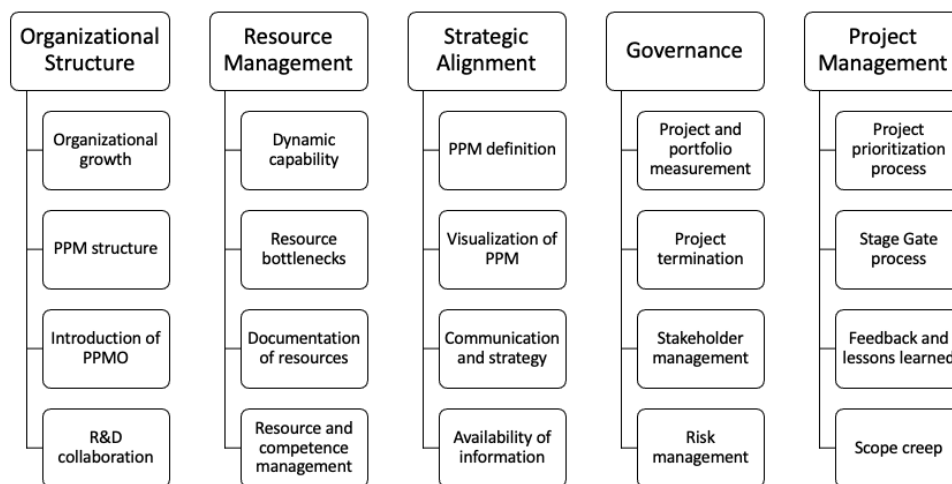 Organizational
Structure
Organizational
growth
PPM structure
Introduction of
PPMO
R&D
collaboration
Resource
Management
Dynamic
capability
Resource
bottlenecks
Documentation
of resources
Resource and
competence
management
Strategic
Alignment
PPM definition
Visualization of
PPM
Communication
and strategy
Availability of
information
Governance
Project and
portfolio
measurement
Project
termination
Stakeholder
management
Risk
management
Project
Management
Project
prioritization
process
Stage Gate
process
Feedback and
lessons learned
Scope creep